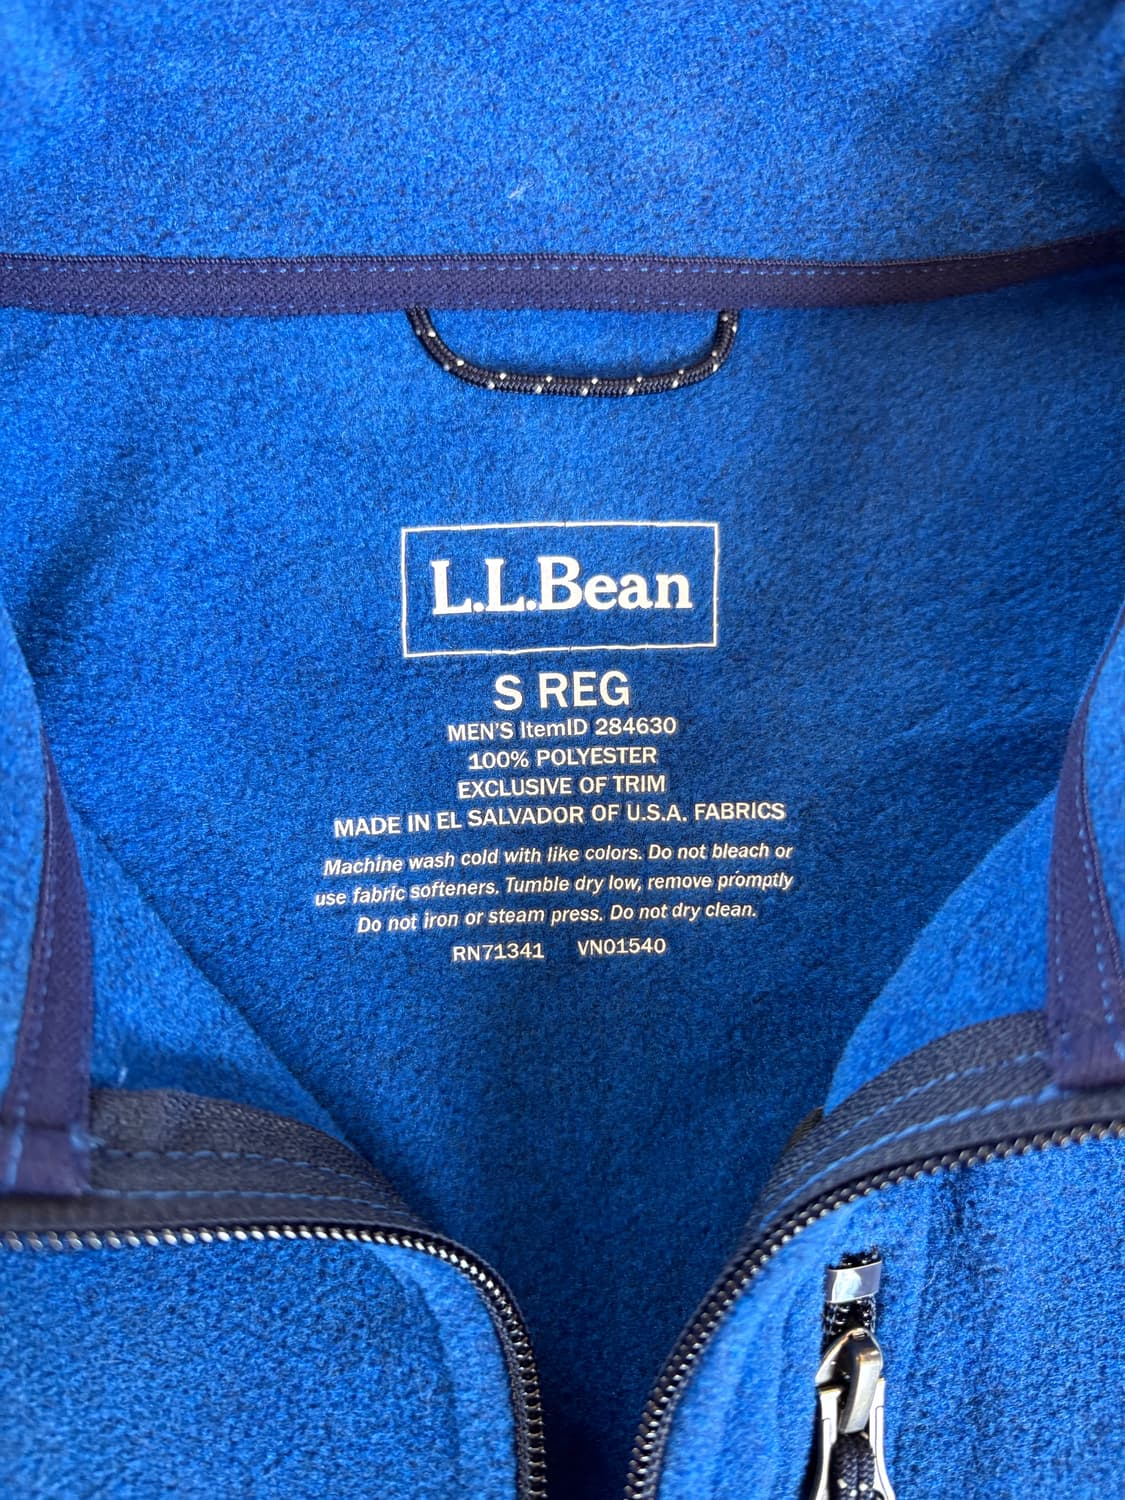 L.L.Bean
S REG
MEN'S ItemID 284630
100% POLYESTER
EXCLUSIVE OF TRIM
MADE IN EL SALVADOR OF U.S.A. FABRICS
Machine wash cold with like colors. Do not bleach or
use fabric softeners. Tumble dry low, remove promptly
Do not iron or steam press. Do not dry clean.
RN71341 VN01540